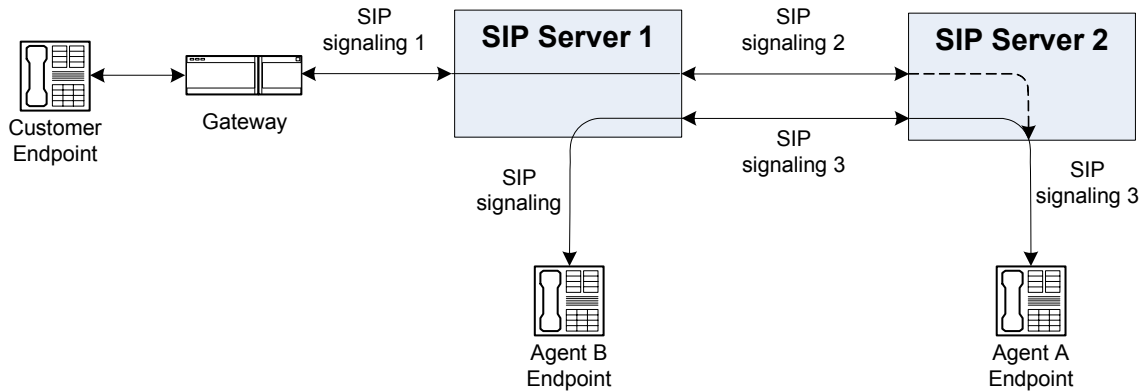 SIP
signaling 1
SIP Server 1
SIP
signaling 2
SIP Server 2
Customer
Endpoint
Gateway
SIP
signaling
SIP
signaling 3
SIP
signaling 3
Agent B
Endpoint
Agent A
Endpoint